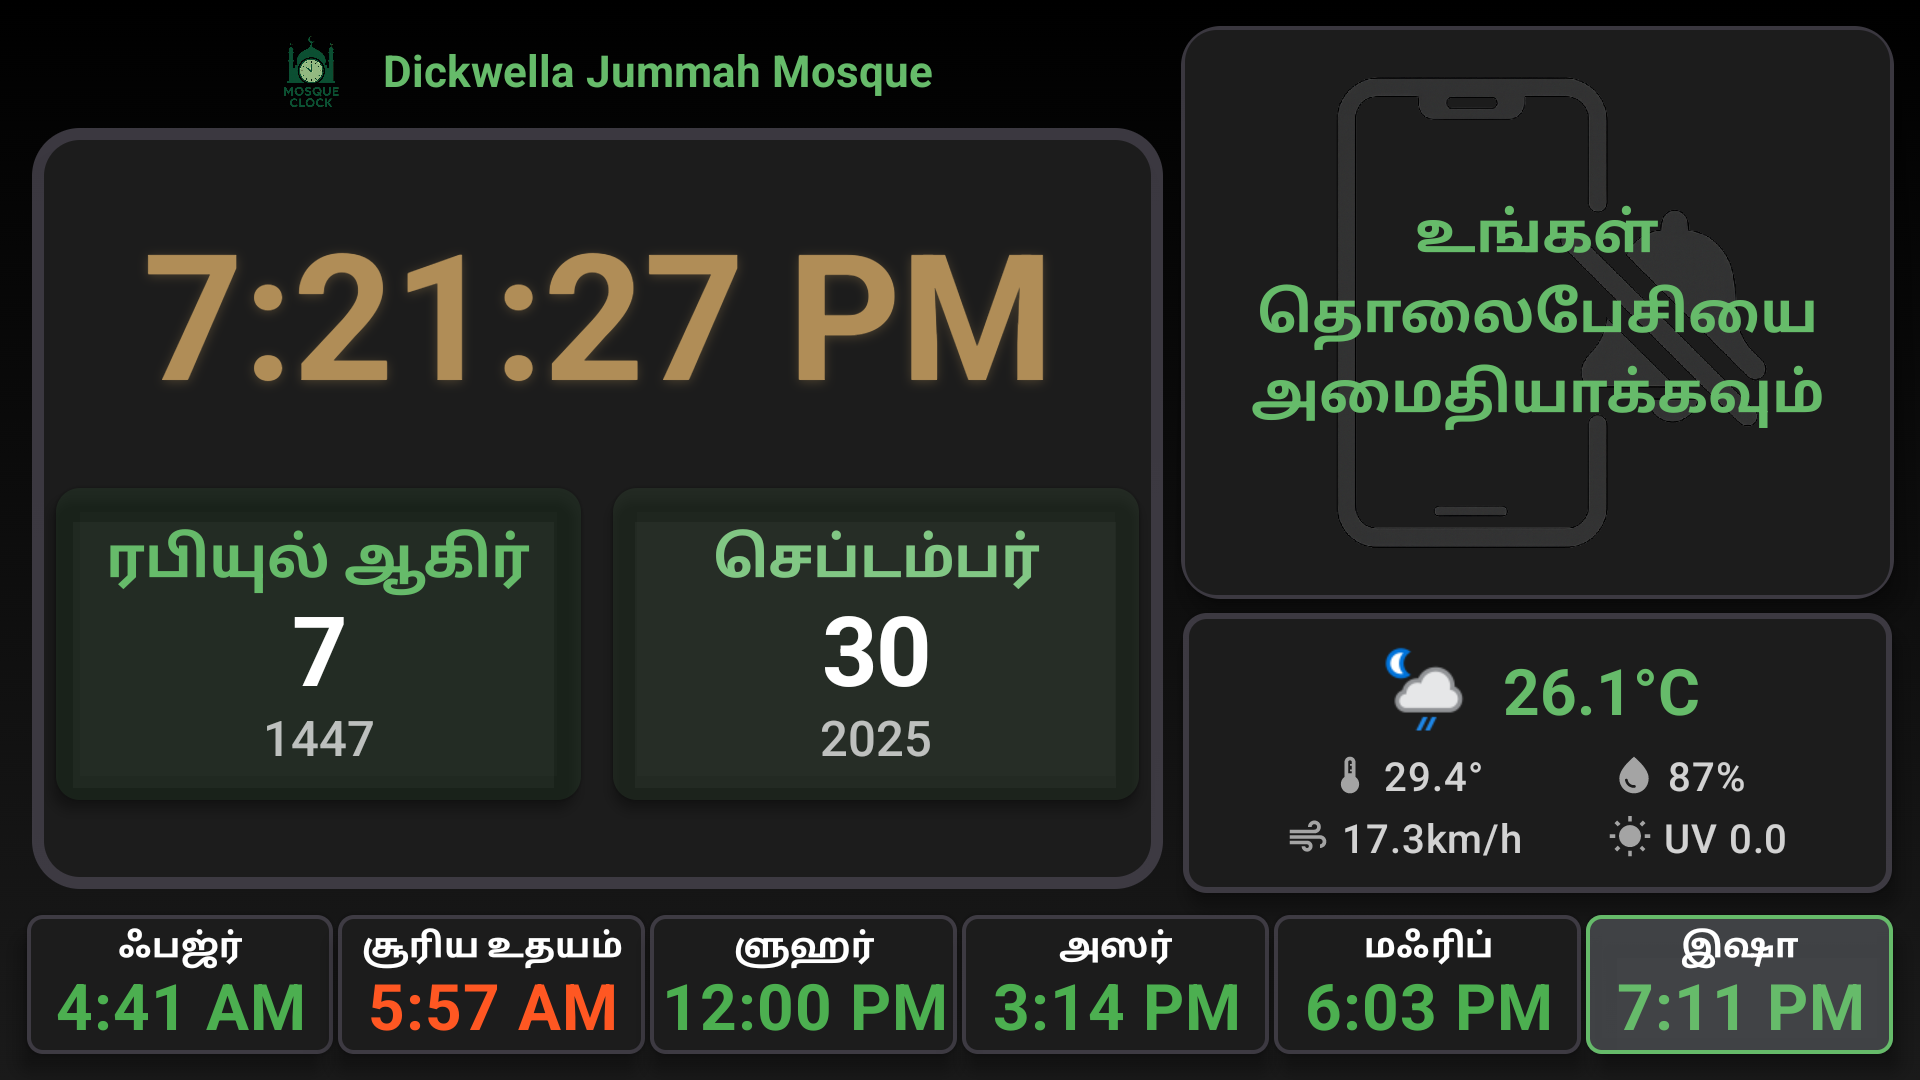 MOSQUE
CLOCK
Dickwella Jummah Mosque
7:21:27 PM
ரபியுல் ஆகிர்
7
1447
செப்டம்பர்
30
2025
உங்கள்
தொலைபேசியை
அமைதியாக்கவும்
26.1°C
29.4°
87%
17.3km/h
UV 0.0
ஃபஜ்ர்
4:41 AM
சூரிய உதயம்
5:57 AM
ளுஹர்
12:00 PM
அஸர்
3:14 PM
மஃரிப்
6:03 PM
இஷா
7:11 PM